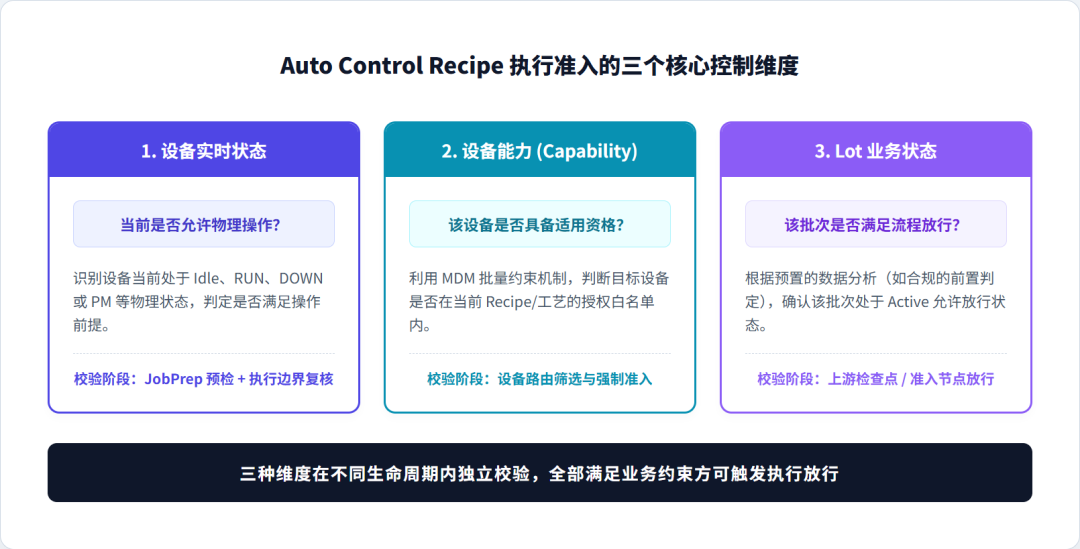 Auto Control Recipe 执行准入的三个核心控制维度
1. 设备实时状态
当前是否允许物理操作？
识别设备当前处于 Idle、RUN、DOWN
或 PM 等物理状态，判定是否满足操作
前提。
校验阶段：JobPrep 预检 + 执行边界复核
2. 设备能力 (Capability)
该设备是否具备适用资格？
利用 MDM 批量约束机制，判断目标设备
是否在当前 Recipe/工艺的授权白名单
内。
校验阶段：设备路由筛选与强制准入
3. Lot 业务状态
该批次是否满足流程放行？
根据预置的数据分析（如合规的前置判
定），确认该批次处于 Active 允许放行状
态。
校验阶段：上游检查点 / 准入节点放行
三种维度在不同生命周期内独立校验，全部满足业务约束方可触发执行放行